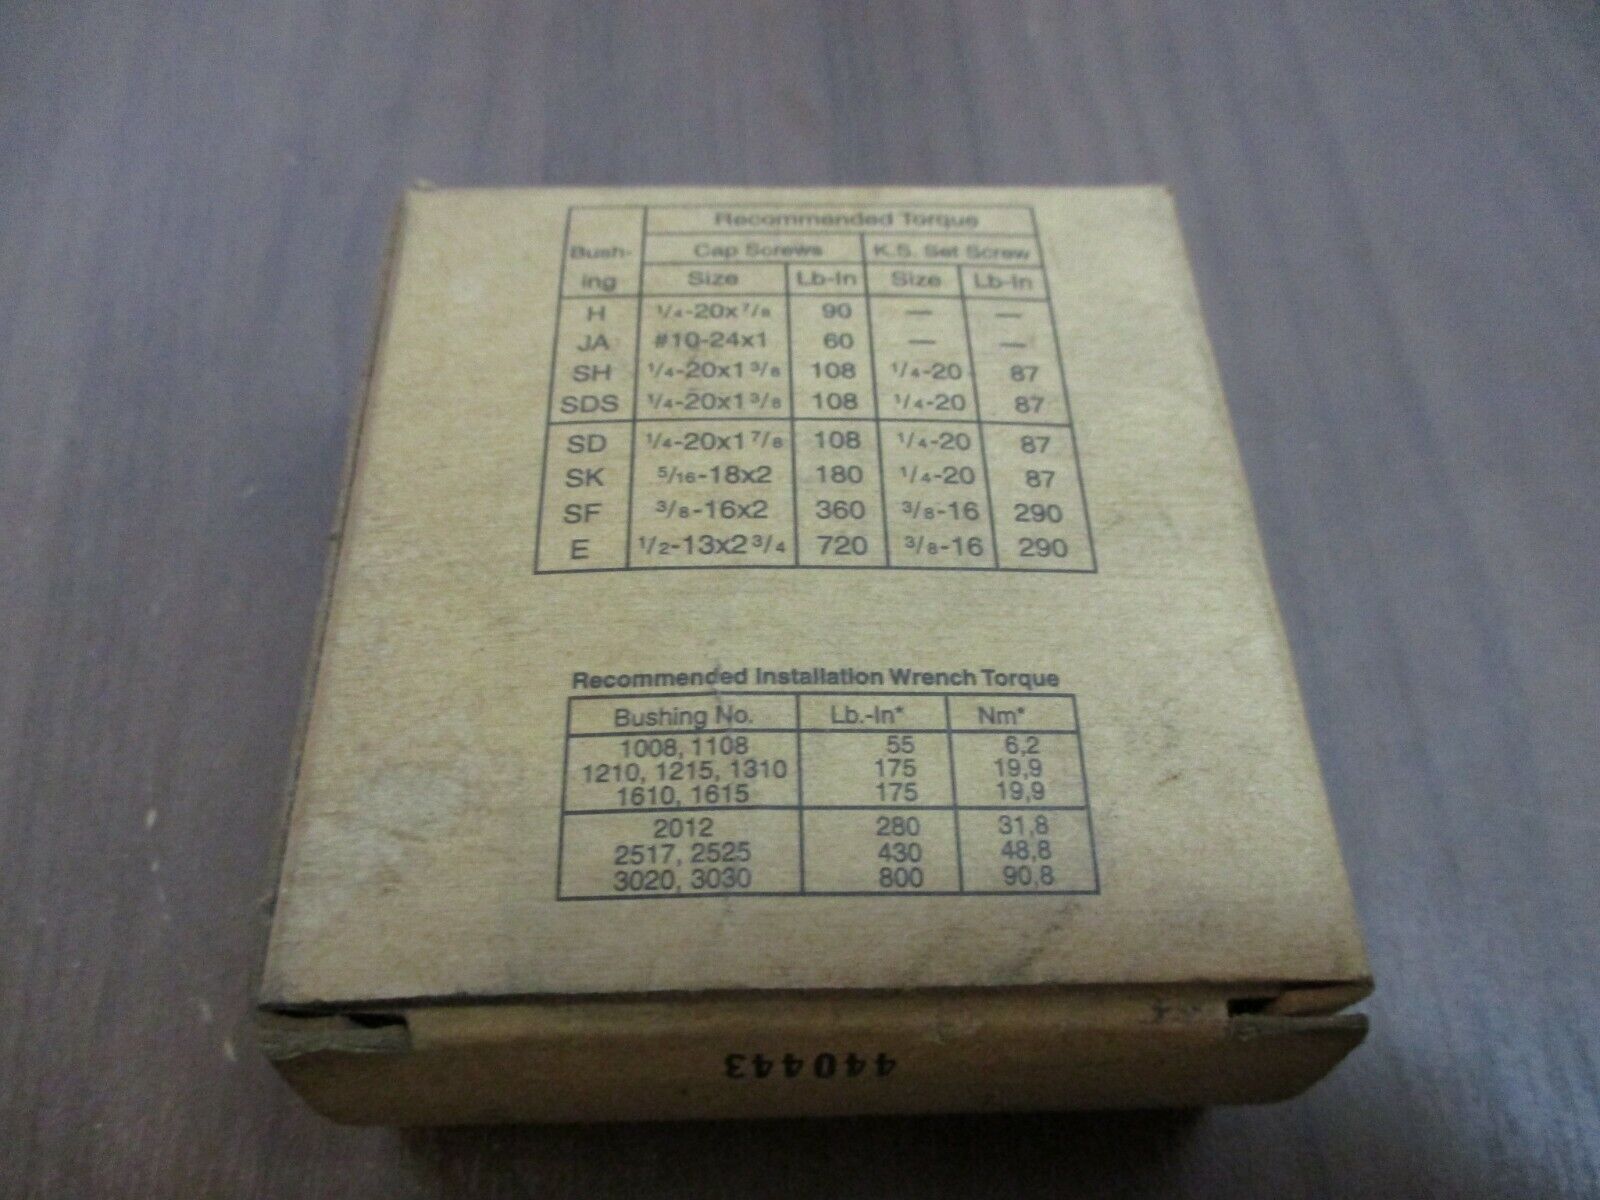 Recommended Torque
Bush-ing Cap Screws K.S. Set Screw
Size Lb-In Size Lb-In
H 1/4-20x7/8 90 — —
JA #10-24x1 60 — —
SH 1/4-20x1 3/8 108 1/4-20 87
SDS 1/4-20x1 3/8 108 1/4-20 87
SD 1/4-20x1 7/8 108 1/4-20 87
SK 5/16-18x2 180 1/4-20 87
SF 3/8-16x2 360 3/8-16 290
E 1/2-13x2 3/4 720 3/8-16 290
Recommended Installation Wrench Torque
Bushing No. Lb.-In* Nm*
1008, 1108 55 6,2
1210, 1215, 1310 175 19,9
1610, 1615 175 19,9
2012 280 31,8
2517, 2525 430 48,8
3020, 3030 800 90,8
440443